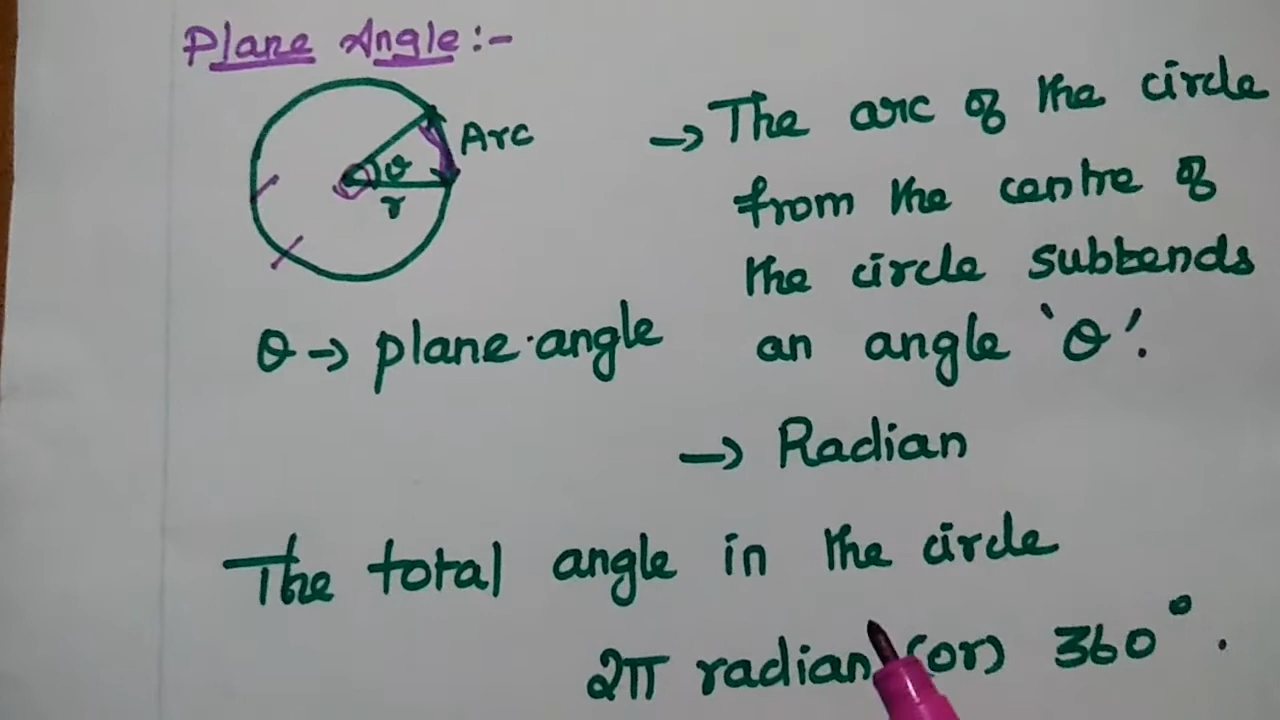 Plane Angle:-
Arc
θ
r
θ → plane angle
→ The arc of the circle
from the centre of
the circle subtends
an angle 'θ'.
→ Radian
The total angle in the circle
2π radian (or) 360°.